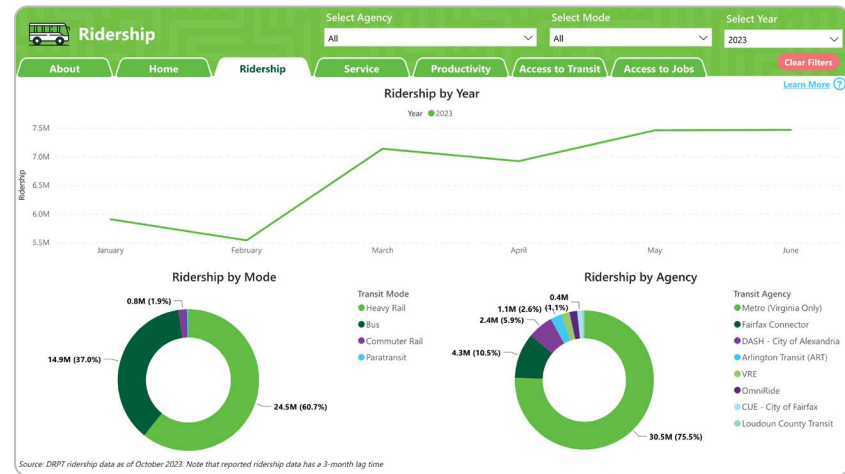 Ridership
Select Agency
All
Select Mode
All
Select Year
2023
About
Home
Ridership
Service
Productivity
Access to Transit
Access to Jobs
Clear Filters
Learn More ?
Ridership by Year
Year 2023
Ridership
7.5M
7.0M
6.5M
6.0M
5.5M
January February March April May June
Ridership by Mode
0.8M (1.9%)
14.9M (37.0%)
24.5M (60.7%)
Transit Mode
Heavy Rail
Bus
Commuter Rail
Paratransit
Ridership by Agency
0.4M
(1.1%)
1.1M (2.6%)
2.4M (5.9%)
4.3M (10.5%)
30.5M (75.5%)
Transit Agency
Metro (Virginia Only)
Fairfax Connector
DASH - City of Alexandria
Arlington Transit (ART)
VRE
OmniRide
CUE - City of Fairfax
Loudoun County Transit
Source: DRPT ridership data as of October 2023. Note that reported ridership data has a 3-month lag time